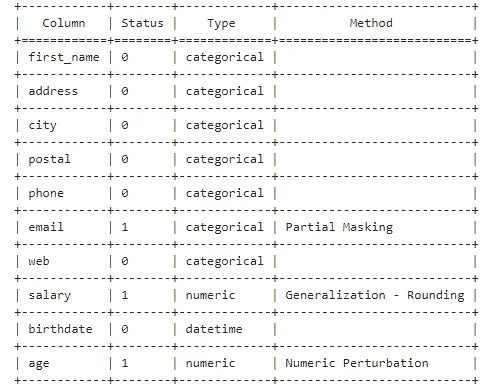 Column | Status | Type | Method
first_name | 0 | categorical |
address | 0 | categorical |
city | 0 | categorical |
postal | 0 | categorical |
phone | 0 | categorical |
email | 1 | categorical | Partial Masking
web | 0 | categorical |
salary | 1 | numeric | Generalization - Rounding
birthdate | 0 | datetime |
age | 1 | numeric | Numeric Perturbation